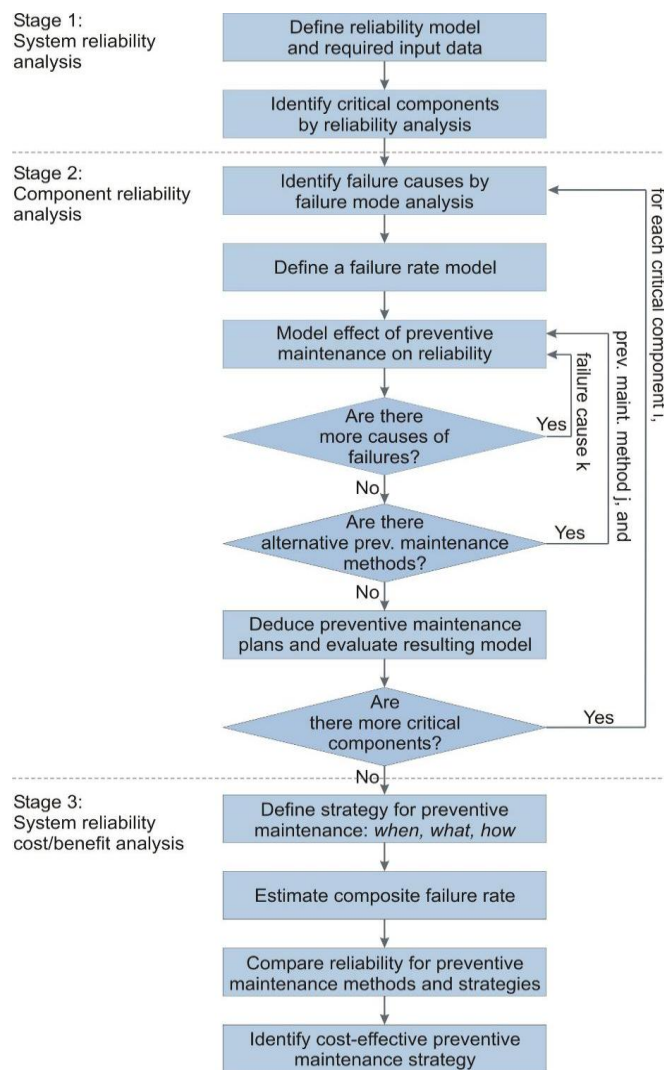 Stage 1:
System reliability
analysis
Define reliability model
and required input data
Identify critical components
by reliability analysis
Stage 2:
Component reliability
analysis
Identify failure causes by
failure mode analysis
Define a failure rate model
Model effect of preventive
maintenance on reliability
Are there
more causes of
failures?
Yes
failure cause k
No
Are there
alternative prev. maintenance
methods?
Yes
prev. maint. method j, and
No
Deduce preventive maintenance
plans and evaluate resulting model
Are
there more critical
components?
Yes
for each critical component i,
No
Stage 3:
System reliability
cost/benefit analysis
Define strategy for preventive
maintenance: when, what, how
Estimate composite failure rate
Compare reliability for preventive
maintenance methods and strategies
Identify cost-effective preventive
maintenance strategy